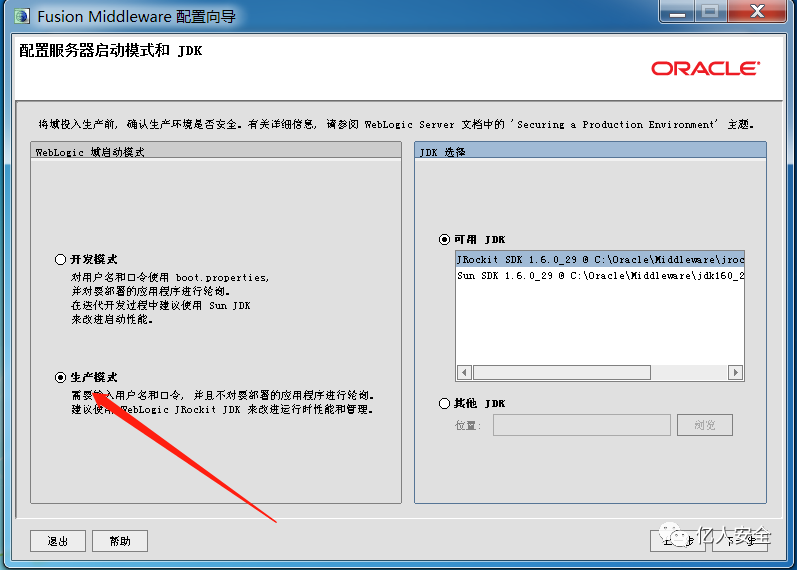 Fusion Middleware 配置向导
配置服务器启动模式和 JDK
ORACLE
将域投入生产前, 确认生产环境是否安全。有关详细信息, 请参阅 WebLogic Server 文档中的 'Securing a Production Environment' 主题。
WebLogic 域启动模式
开发模式
对用户名和口令使用 boot.properties,
并对要部署的应用程序进行轮询。
在迭代开发过程中建议使用 Sun JDK
来改进启动性能。
生产模式
需要输入用户名和口令, 并且不对要部署的应用程序进行轮询。
建议使用 WebLogic JRockit JDK 来改进运行时性能和管理。
JDK 选择
可用 JDK
JRockit SDK 1.6.0_29 @ C:\Oracle\Middleware\jroc
Sun SDK 1.6.0_29 @ C:\Oracle\Middleware\jdk160_2
其他 JDK
位置:
浏览
退出
帮助
亿人安全